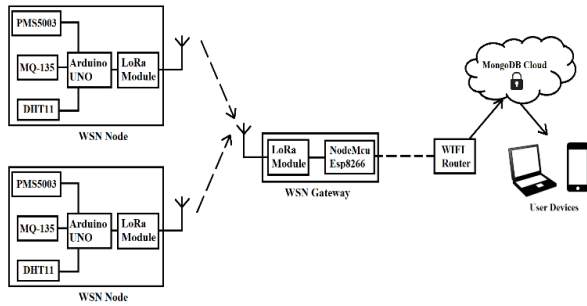 PMS5003
MQ-135
DHT11
Arduino
UNO
LoRa
Module
WSN Node
PMS5003
MQ-135
DHT11
Arduino
UNO
LoRa
Module
WSN Node
LoRa
Module
NodeMcu
Esp8266
WSN Gateway
WIFI
Router
MongoDB Cloud
User Devices